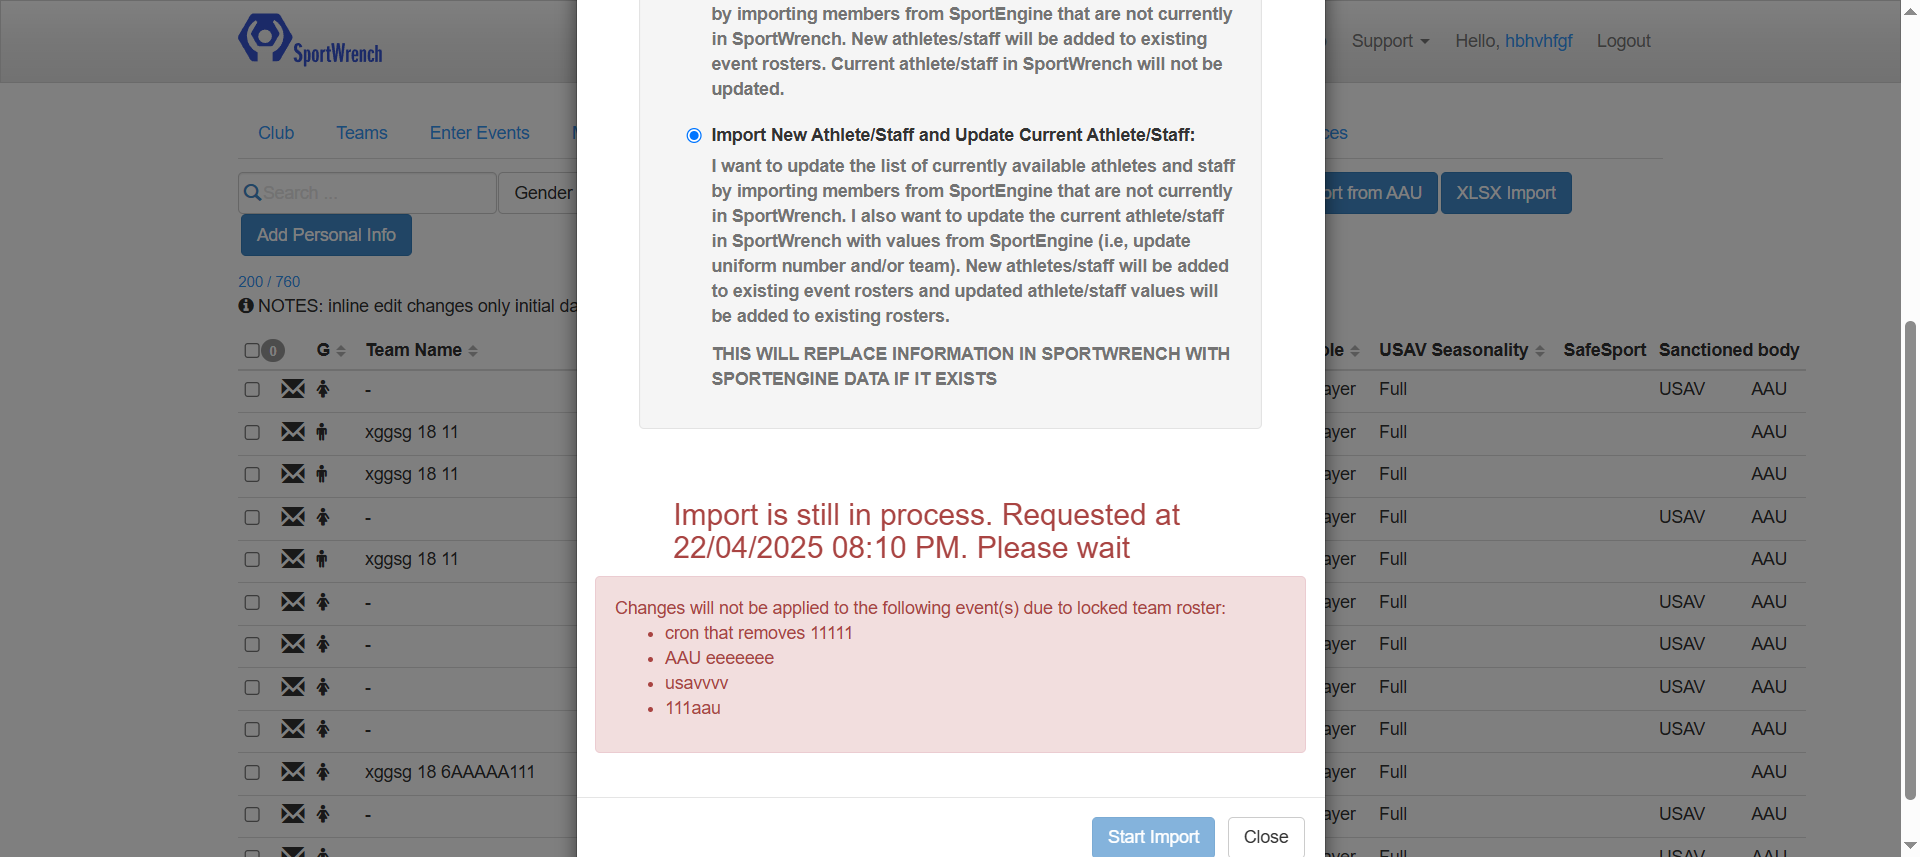 SportWrench
Support
Hello, hbhvhfgf
Logout
Club
Teams
Enter Events
Search ...
Gender
XLSX Import
Add Personal Info
200 / 760
NOTES: inline edit changes only initial da
by importing members from SportEngine that are not currently
in SportWrench. New athletes/staff will be added to existing
event rosters. Current athlete/staff in SportWrench will not be
updated.
Import New Athlete/Staff and Update Current Athlete/Staff:
I want to update the list of currently available athletes and staff
by importing members from SportEngine that are not currently
in SportWrench. I also want to update the current athlete/staff
in SportWrench with values from SportEngine (i.e, update
uniform number and/or team). New athletes/staff will be added
to existing event rosters and updated athlete/staff values will
be added to existing rosters.
THIS WILL REPLACE INFORMATION IN SPORTWRENCH WITH
SPORTENGINE DATA IF IT EXISTS
Import is still in process. Requested at
22/04/2025 08:10 PM. Please wait
Changes will not be applied to the following event(s) due to locked team roster:
cron that removes 11111
AAU eeeeeee
usavvvv
111aau
Start Import
Close
ort from AAU
0 G Team Name
ole USAV Seasonality SafeSport Sanctioned body
- ayer Full USAV AAU
xggsg 18 11 ayer Full AAU
xggsg 18 11 ayer Full AAU
- ayer Full USAV AAU
xggsg 18 11 ayer Full AAU
- ayer Full USAV AAU
- ayer Full USAV AAU
- ayer Full USAV AAU
- ayer Full USAV AAU
xggsg 18 6AAAAA111 ayer Full AAU
- ayer Full USAV AAU